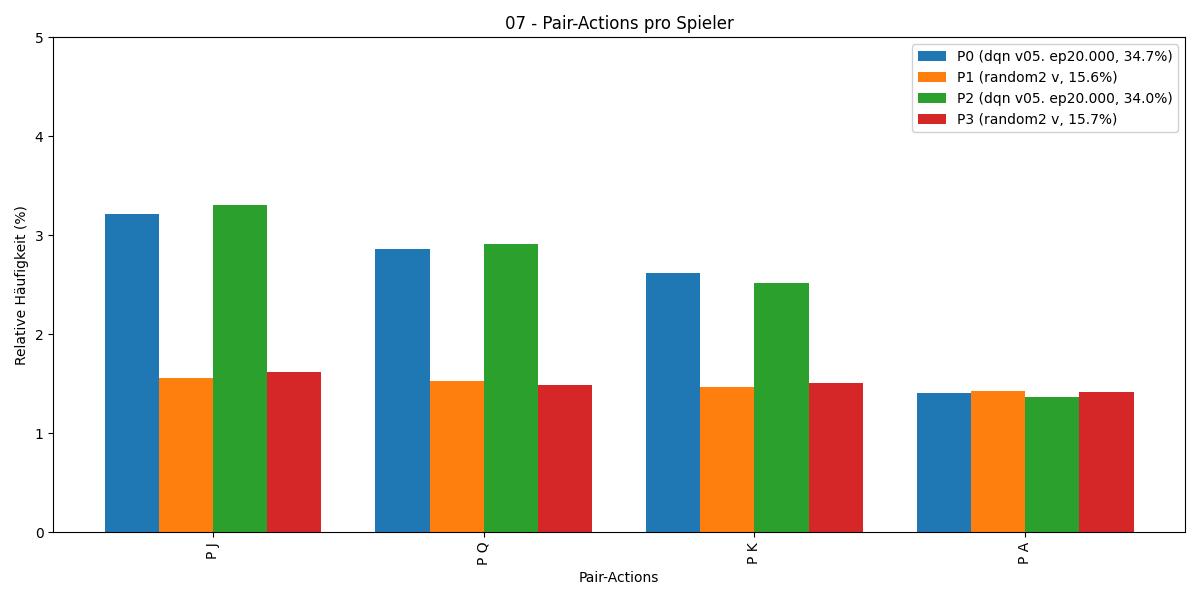 07 - Pair-Actions pro Spieler
P0 (dqn v05. ep20.000, 34.7%)
P1 (random2 v, 15.6%)
P2 (dqn v05. ep20.000, 34.0%)
P3 (random2 v, 15.7%)
Relative Häufigkeit (%)
5
4
3
2
1
0
P J
P Q
P K
P A
Pair-Actions